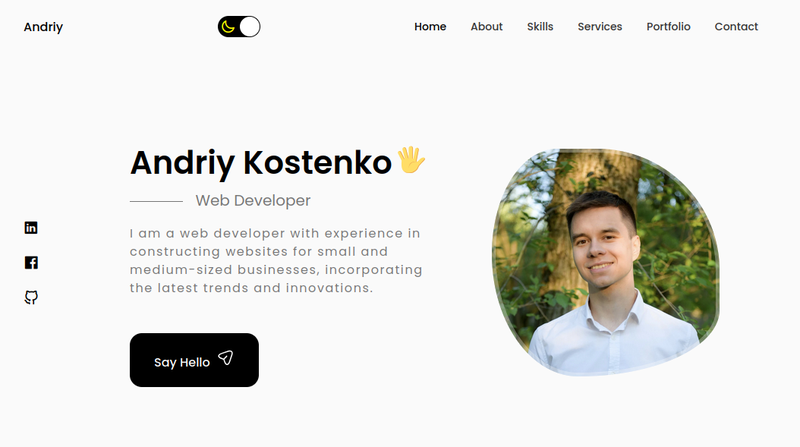 Andriy
Home About Skills Services Portfolio Contact
Andriy Kostenko
Web Developer
I am a web developer with experience in
constructing websites for small and
medium-sized businesses, incorporating
the latest trends and innovations.
Say Hello